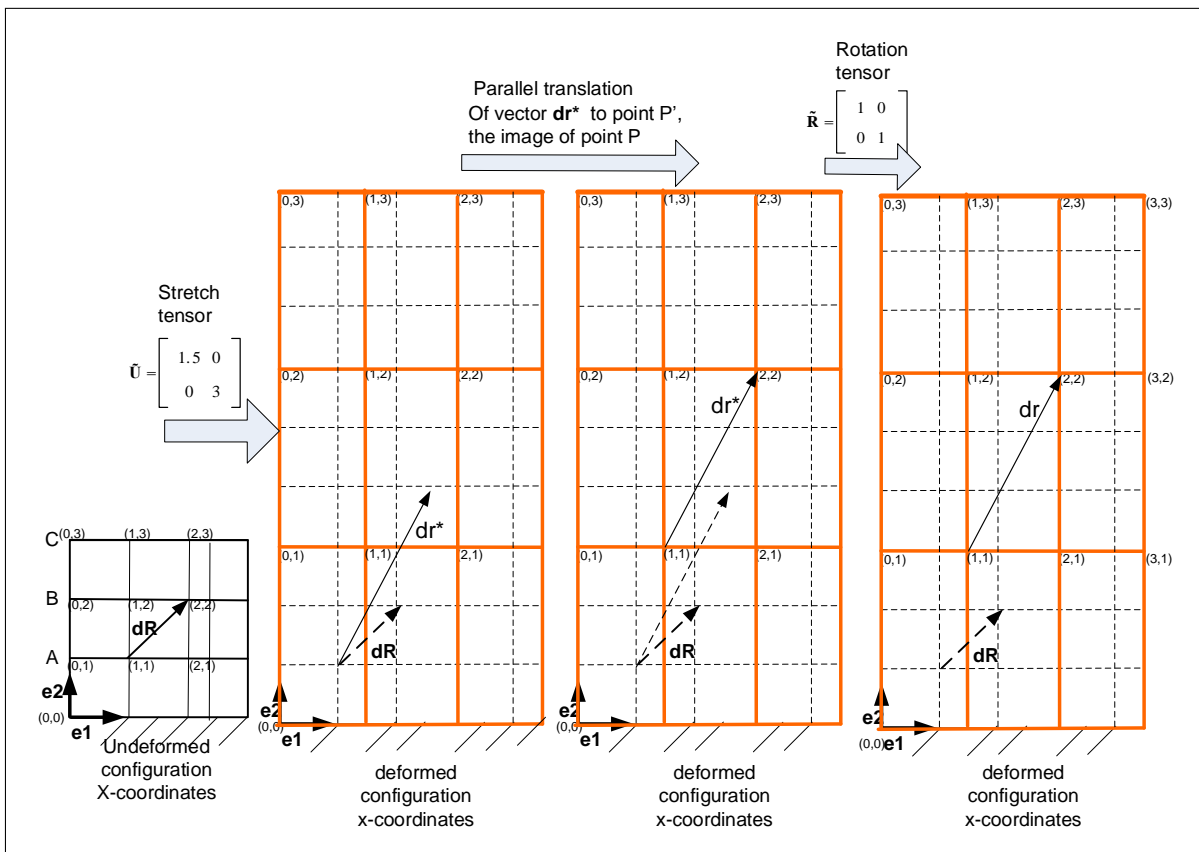 Parallel translation
Of vector dr* to point P',
the image of point P
Rotation
tensor
R̃ = [ 1 0
0 1 ]
Stretch
tensor
Ũ = [ 1.5 0
0 3 ]
C (0,3) (1,3) (2,3)
B (0,2) (1,2) (2,2)
dR
A (0,1) (1,1) (2,1)
e2
(0,0)
e1
Undeformed
configuration
X-coordinates
0,3) (1,3) (2,3)
0,2) (1,2) (2,2)
dr*
0,1) (1,1) (2,1)
dR
e2
(0,0)
e1
deformed
configuration
x-coordinates
0,3) (1,3) (2,3)
0,2) (1,2) (2,2)
dr*
0,1) (1,1) (2,1)
dR
e2
(0,0)
e1
deformed
configuration
x-coordinates
0,3) (1,3) (2,3) (3,3)
0,2) (1,2) (2,2) (3,2)
dr
0,1) (1,1) (2,1) (3,1)
dR
e2
(0,0) e1
deformed
configuration
x-coordinates